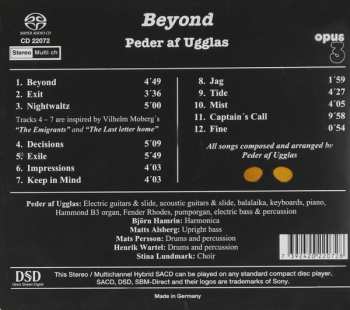 Beyond
Peder af Ugglas
SUPER AUDIO CD
CD 22072
Stereo Multi ch
opus
3
1. Beyond 4'49
2. Exit 3'36
3. Nightwaltz 5'00
Tracks 4 – 7 are inspired by Vilhelm Moberg's
"The Emigrants" and "The Last letter home"
4. Decisions 5'09
5. Exile 5'49
6. Impressions 4'03
7. Keep in Mind 4'03
8. Jag 1'59
9. Tide 4'27
10. Mist 4'05
11. Captain's Call 9'58
12. Fine 0'54
All songs composed and arranged by
Peder af Ugglas
Peder af Ugglas: Electric guitars & slide, acoustic guitars & slide, balalaika, keyboards, piano,
Hammond B3 organ, Fender Rhodes, pumporgan, electric bass & percussion
Björn Hamrin: Harmonica
Matts Alsberg: Upright bass
Mats Persson: Drums and percussion
Henrik Wartel: Drums and percussion
Stina Lundmark: Choir
DSD
Direct Stream Digital
This Stereo / Multichannel Hybrid SACD can be played on any standard compact disc player.
SACD, DSD, SBM-Direct and their logos are trademarks of Sony.
Made in Germany